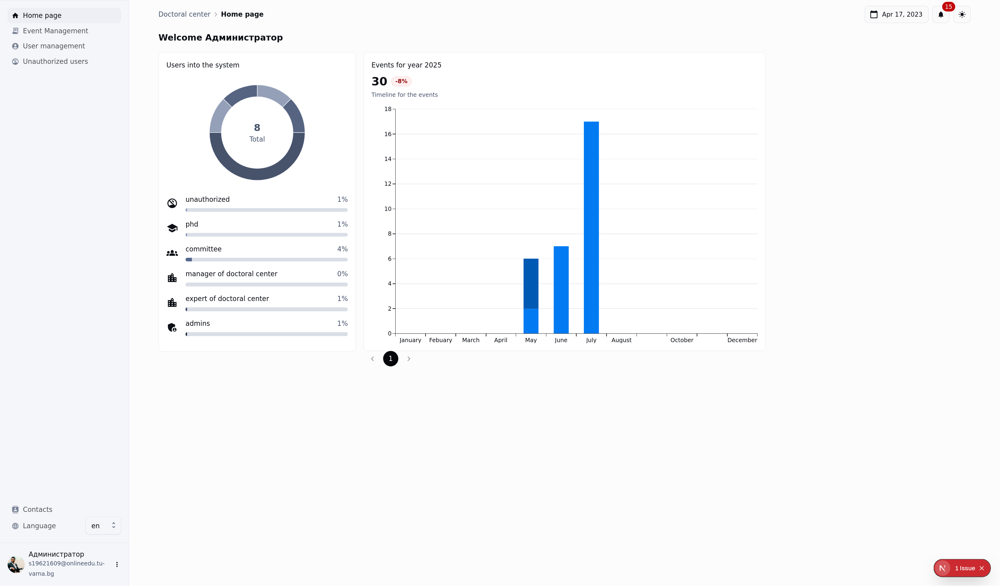 Home page
Event Management
User management
Unauthorized users
Contacts
Language
en
Администратор
s19621609@onlineedu.tu-
varna.bg
Doctoral center
Home page
Apr 17, 2023
15
Welcome Администратор
Users into the system
8
Total
unauthorized
1%
phd
1%
committee
4%
manager of doctoral center
0%
expert of doctoral center
1%
admins
1%
Events for year 2025
30
-8%
Timeline for the events
18
16
14
12
10
8
6
4
2
0
January
Febuary
March
April
May
June
July
August
October
December
1
N
1 Issue